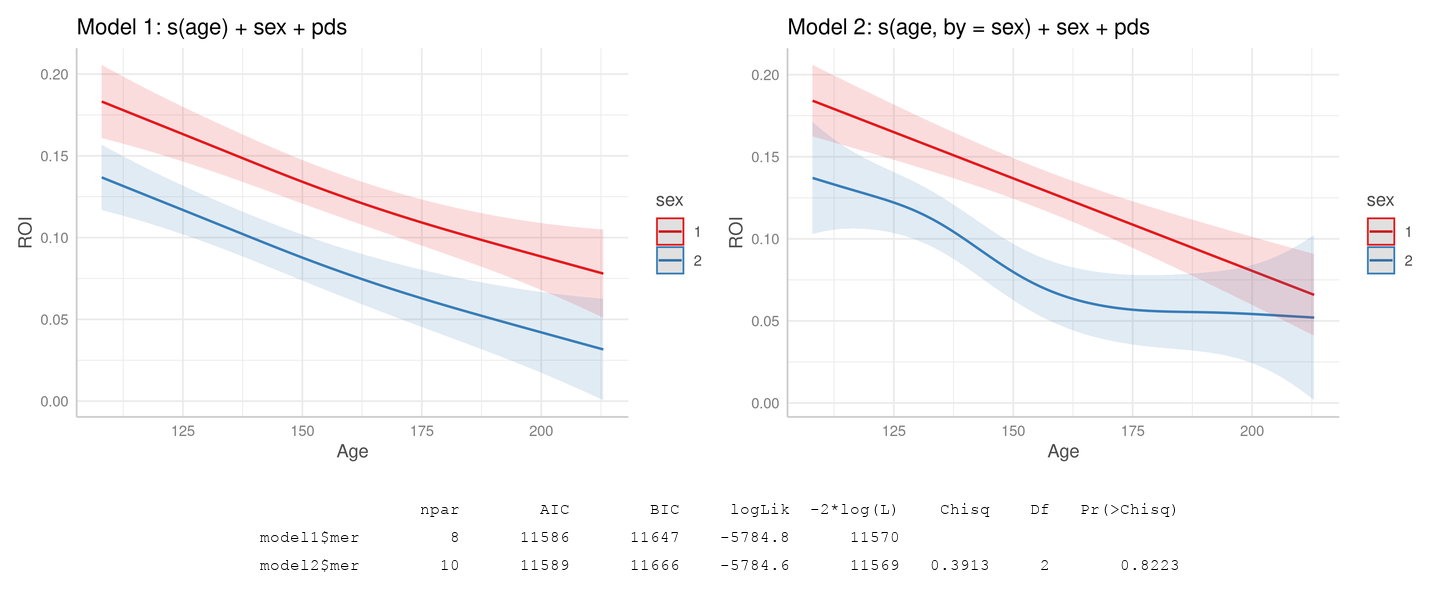 Model 1: s(age) + sex + pds
0.20
0.15
0.10
0.05
0.00
ROI
125 150 175 200
Age
sex
1
2
Model 2: s(age, by = sex) + sex + pds
0.20
0.15
0.10
0.05
0.00
ROI
125 150 175 200
Age
sex
1
2
npar AIC BIC logLik -2*log(L) Chisq Df Pr(>Chisq)
model1$mer 8 11586 11647 -5784.8 11570
model2$mer 10 11589 11666 -5784.6 11569 0.3913 2 0.8223